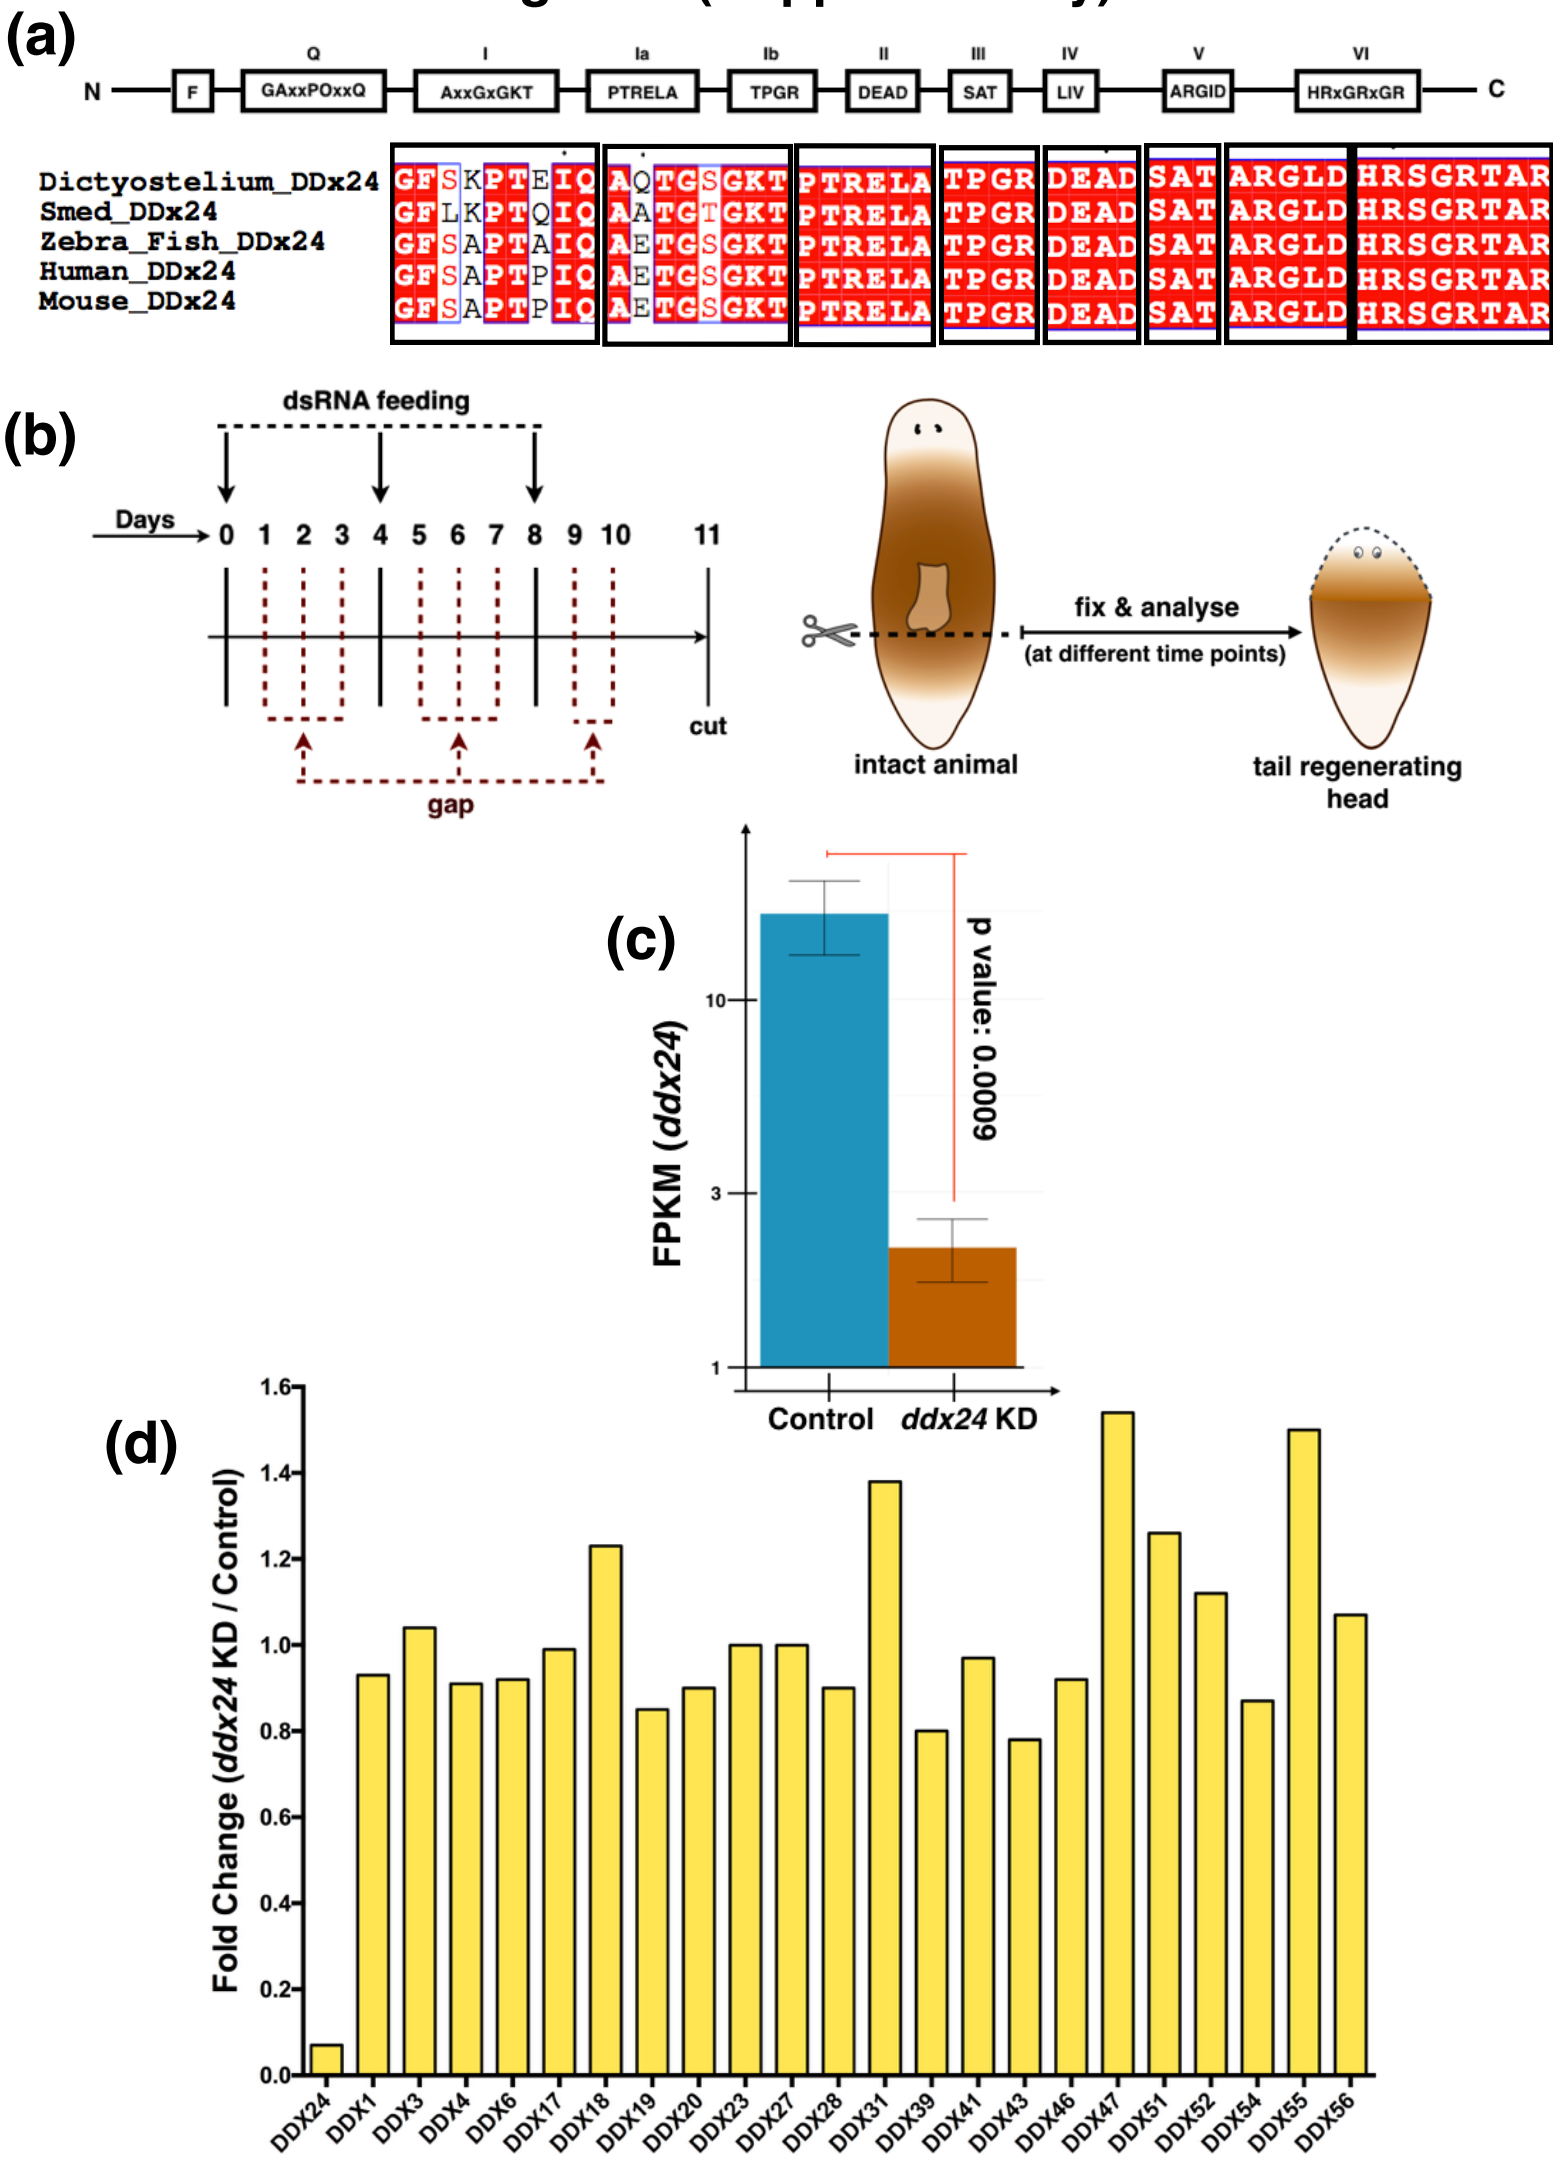 (a)
Q I Ia Ib II III IV V VI
N F GAxxPOxxQ AxxGxGKT PTRELA TPGR DEAD SAT LIV ARGID HRxGRxGR C
Dictyostelium_DDx24 GFSKPTEIQ AQTGSGKT PTRELA TPGR DEAD SAT ARGLD HRSGRTAR
Smed_DDx24 GFLKPTQIQ AATGTGKT PTRELA TPGR DEAD SAT ARGLD HRSGRTAR
Zebra_Fish_DDx24 GFSAPTAIQ AETGSGKT PTRELA TPGR DEAD SAT ARGLD HRSGRTAR
Human_DDx24 GFSAPTPIQ AETGSGKT PTRELA TPGR DEAD SAT ARGLD HRSGRTAR
Mouse_DDx24 GFSAPTPIQ AETGSGKT PTRELA TPGR DEAD SAT ARGLD HRSGRTAR
(b)
dsRNA feeding
Days 0 1 2 3 4 5 6 7 8 9 10 11
cut
gap
fix & analyse
(at different time points)
intact animal
tail regenerating
head
(c)
FPKM (ddx24)
10
3
1
p value: 0.0009
Control ddx24 KD
(d)
Fold Change (ddx24 KD / Control)
1.6
1.4
1.2
1.0
0.8
0.6
0.4
0.2
0.0
DDX24 DDX1 DDX3 DDX4 DDX6 DDX17 DDX18 DDX19 DDX20 DDX23 DDX27 DDX28 DDX31 DDX39 DDX41 DDX43 DDX46 DDX47 DDX51 DDX52 DDX54 DDX55 DDX56